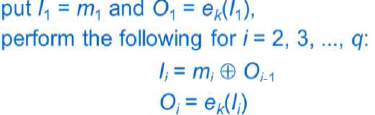 put I₁ = m₁ and O₁ = eₖ(I₁),
perform the following for i = 2, 3, ..., q:
Iᵢ = mᵢ ⊕ Oᵢ₋₁
Oᵢ = eₖ(Iᵢ)